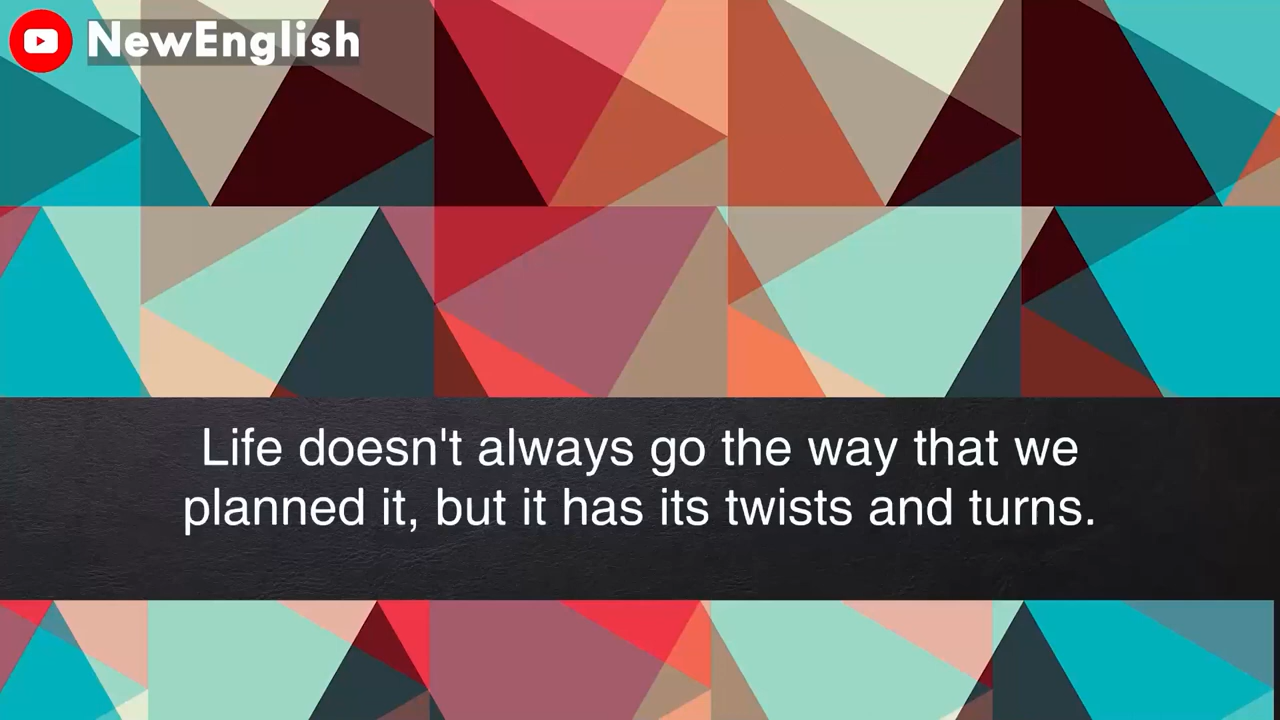 NewEnglish
Life doesn't always go the way that we
planned it, but it has its twists and turns.